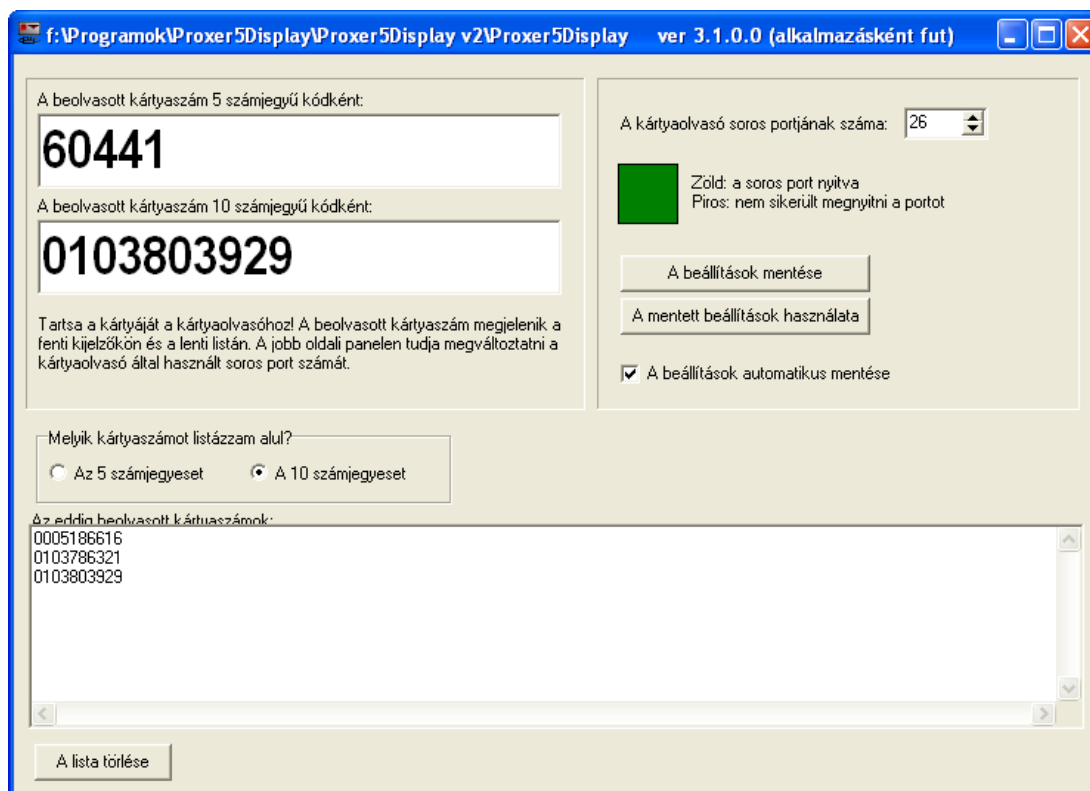 f:\Programok\Proxer5Display\Proxer5Display v2\Proxer5Display ver 3.1.0.0 (alkalmazásként fut)
A beolvasott kártyaszám 5 számjegyű kódként:
60441
A beolvasott kártyaszám 10 számjegyű kódként:
0103803929
Tartsa a kártyáját a kártyaolvasóhoz! A beolvasott kártyaszám megjelenik a
fenti kijelzőkön és a lenti listán. A jobb oldali panelen tudja megváltoztatni a
kártyaolvasó által használt soros port számát.
A kártyaolvasó soros portjának száma: 26
Zöld: a soros port nyitva
Piros: nem sikerült megnyitni a portot
A beállítások mentése
A mentett beállítások használata
A beállítások automatikus mentése
Melyik kártyaszámot listázzam alul?
Az 5 számjegyeset A 10 számjegyeset
Az eddig beolvasott kártyaszámok:
0005186616
0103786321
0103803929
A lista törlése